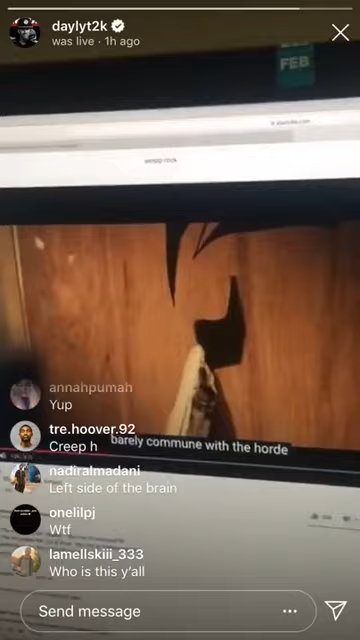 daylyt2k
was live · 1h ago
FEB
annahpumah
Yup
tre.hoover.92
Creep h
barely commune with the horde
nadiralmadani
Left side of the brain
onelilpj
Wtf
lamellskiii_333
Who is this y'all
Send message